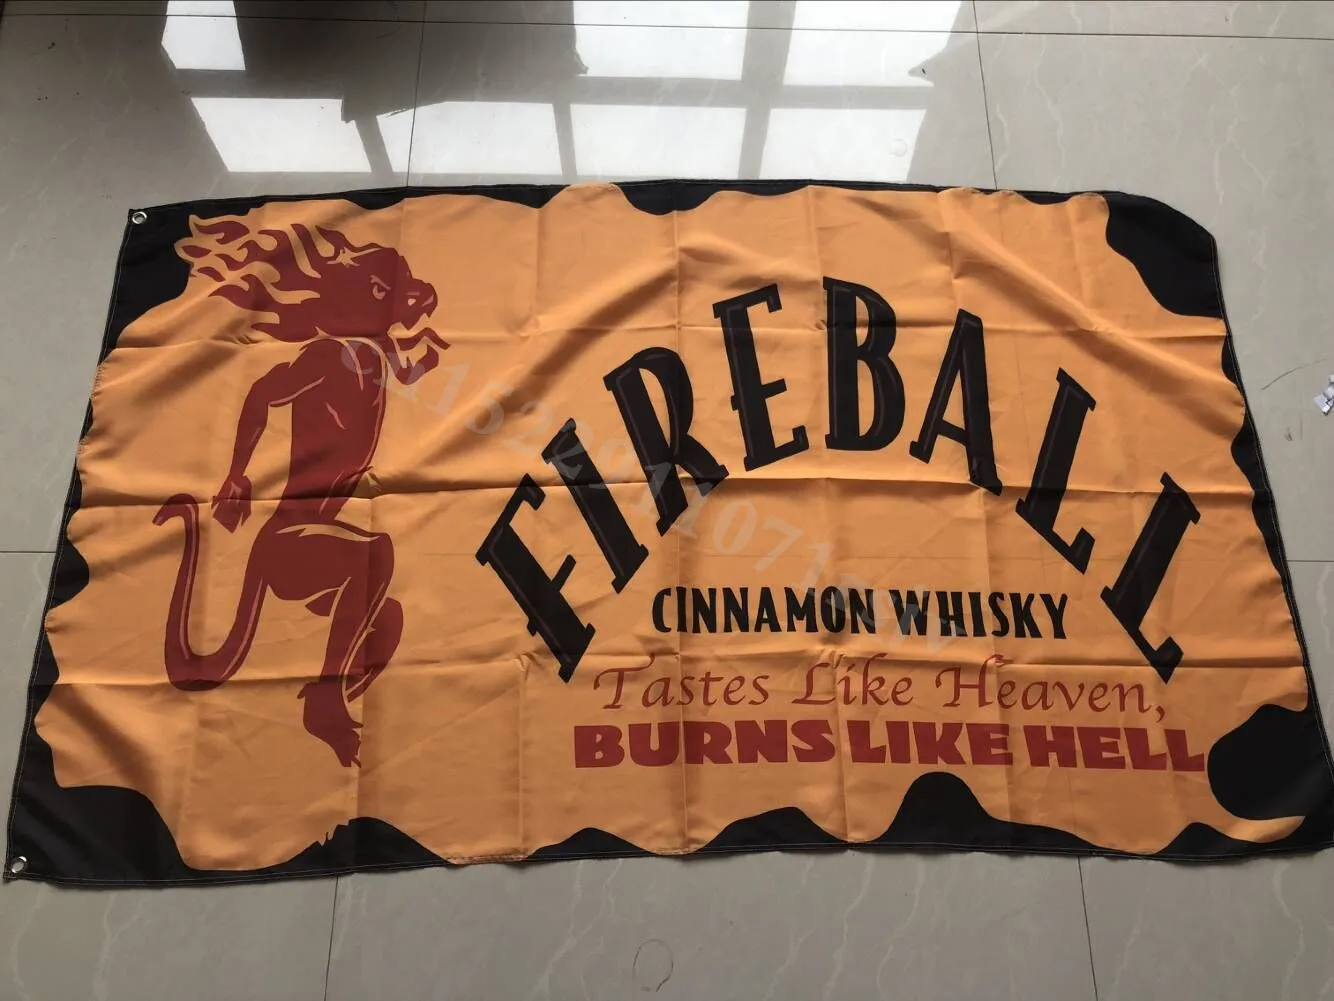 FIREBALL
CINNAMON WHISKY
Tastes Like Heaven,
BURNS LIKE HELL